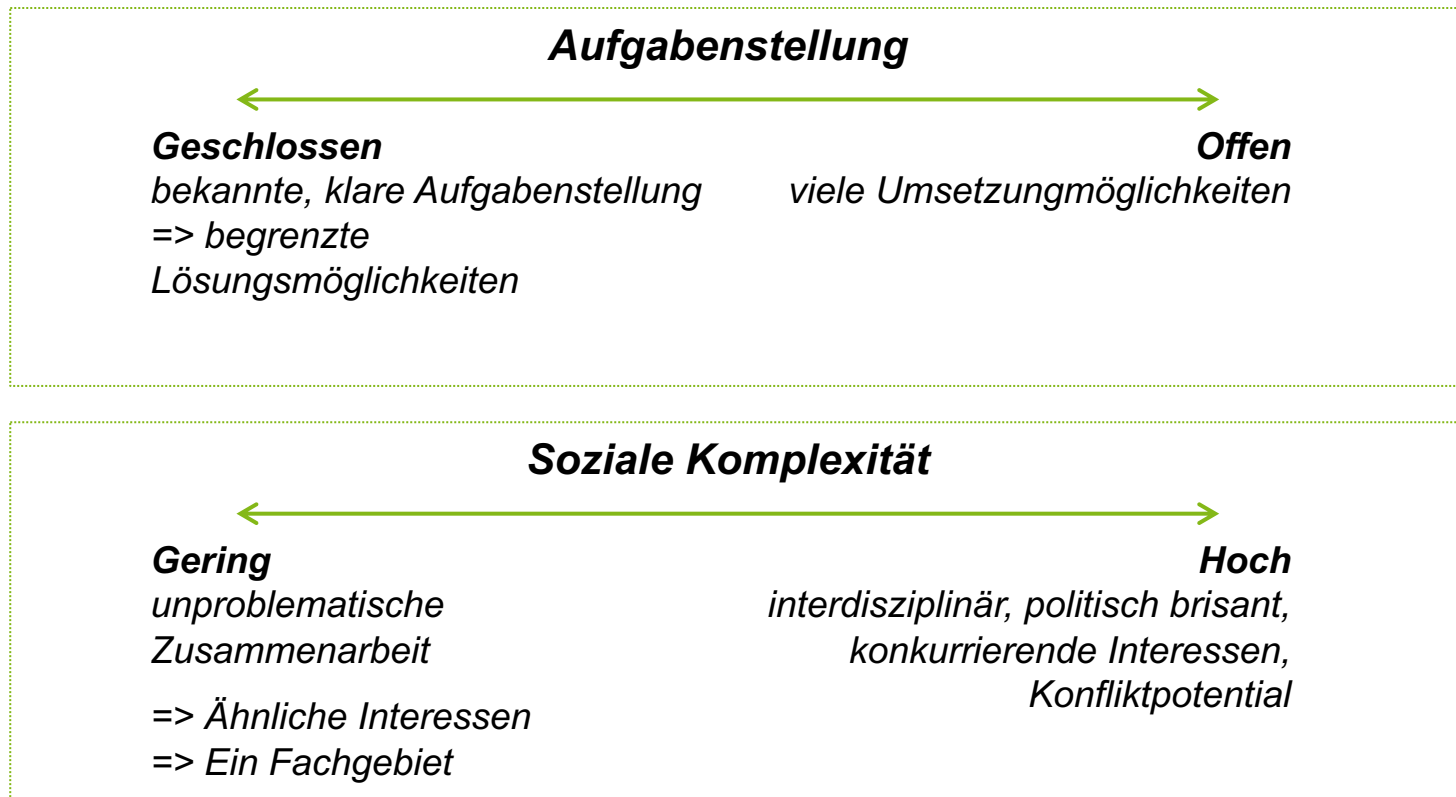 Aufgabenstellung
Geschlossen
bekannte, klare Aufgabenstellung
=> begrenzte
Lösungsmöglichkeiten
Offen
viele Umsetzungmöglichkeiten
Soziale Komplexität
Gering
unproblematische
Zusammenarbeit
=> Ähnliche Interessen
=> Ein Fachgebiet
Hoch
interdisziplinär, politisch brisant,
konkurrierende Interessen,
Konfliktpotential